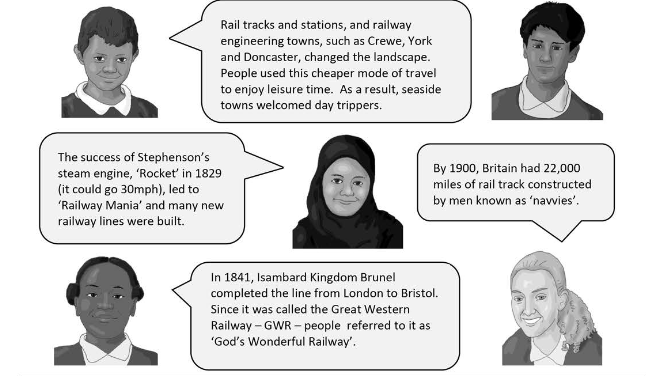 Rail tracks and stations, and railway
engineering towns, such as Crewe, York
and Doncaster, changed the landscape.
People used this cheaper mode of travel
to enjoy leisure time.  As a result, seaside
towns welcomed day trippers.
The success of Stephenson's
steam engine, 'Rocket' in 1829
(it could go 30mph), led to
'Railway Mania' and many new
railway lines were built.
By 1900, Britain had 22,000
miles of rail track constructed
by men known as 'navvies'.
In 1841, Isambard Kingdom Brunel
completed the line from London to Bristol.
Since it was called the Great Western
Railway – GWR – people  referred to it as
'God's Wonderful Railway'.